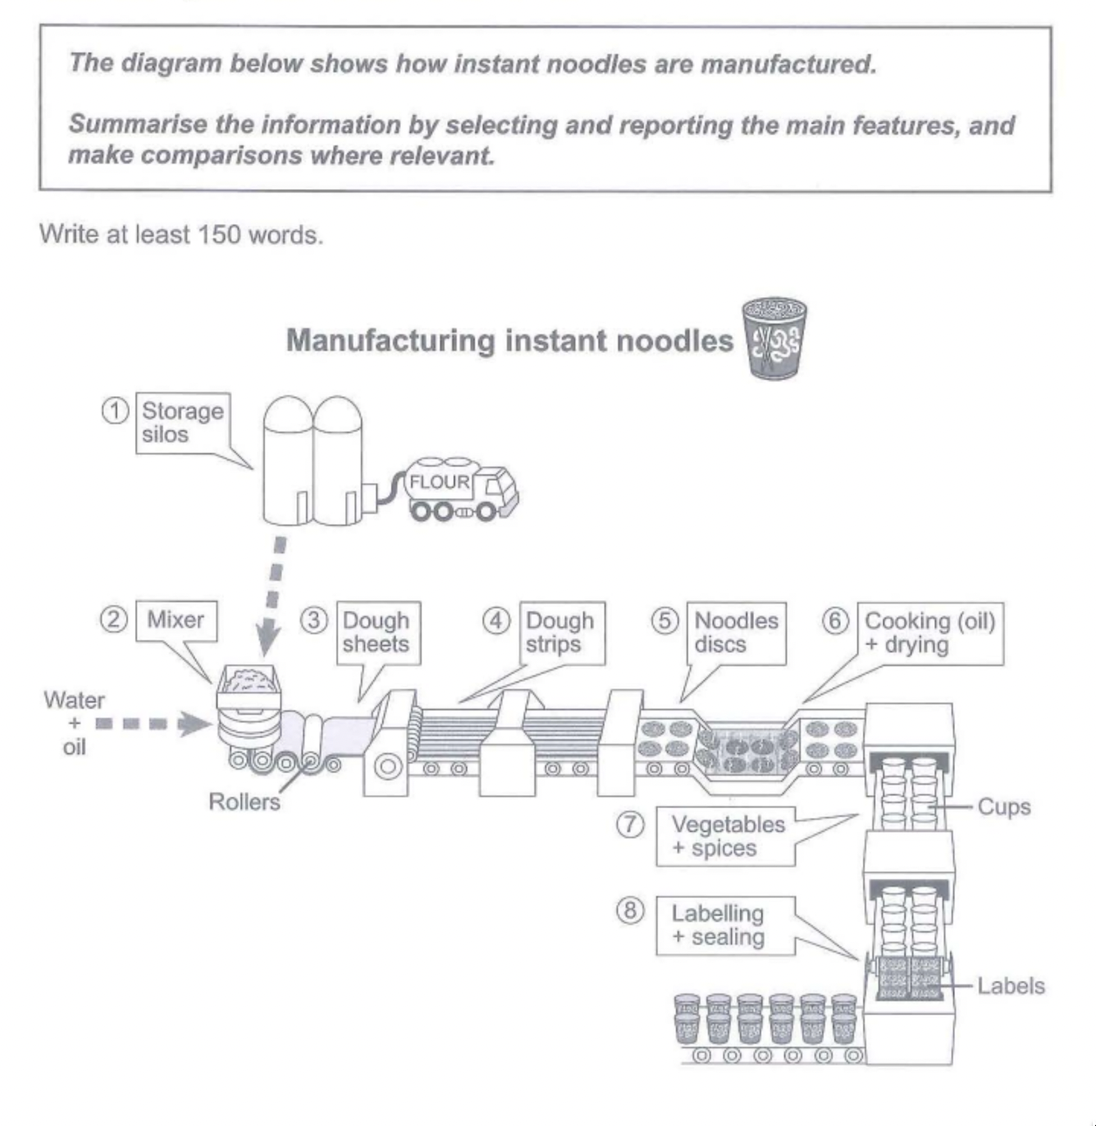 The diagram below shows how instant noodles are manufactured.
Summarise the information by selecting and reporting the main features, and
make comparisons where relevant.
Write at least 150 words.
Manufacturing instant noodles
1 Storage
silos
FLOUR
2 Mixer
3 Dough
sheets
4 Dough
strips
5 Noodles
discs
6 Cooking (oil)
+ drying
Water
+
oil
Rollers
7 Vegetables
+ spices
Cups
8 Labelling
+ sealing
Labels